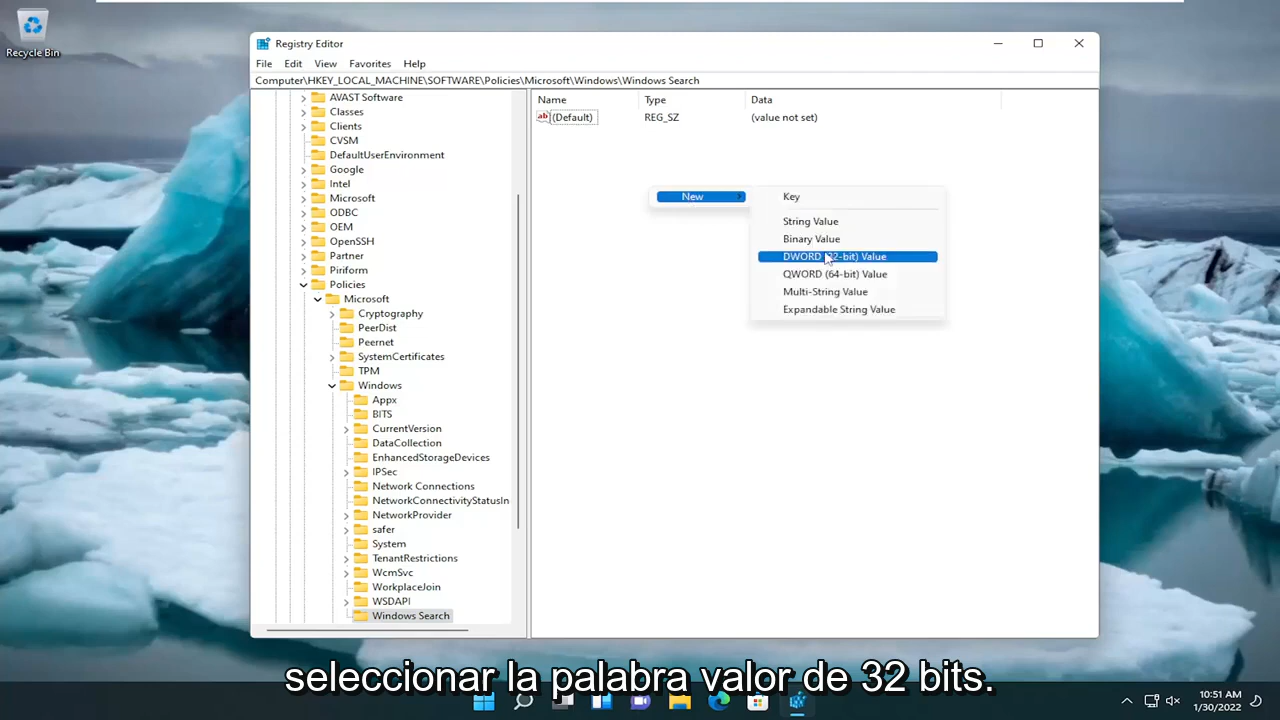 Recycle Bin
Registry Editor
File Edit View Favorites Help
Computer\HKEY_LOCAL_MACHINE\SOFTWARE\Policies\Microsoft\Windows\Windows Search
AVAST Software
Classes
Clients
CVSM
DefaultUserEnvironment
Google
Intel
Microsoft
ODBC
OEM
OpenSSH
Partner
Piriform
Policies
Microsoft
Cryptography
PeerDist
Peernet
SystemCertificates
TPM
Windows
Appx
BITS
CurrentVersion
DataCollection
EnhancedStorageDevices
IPSec
Network Connections
NetworkConnectivityStatusIn
NetworkProvider
safer
System
TenantRestrictions
WcmSvc
WorkplaceJoin
WSDAPI
Windows Search
Name Type Data
ab (Default) REG_SZ (value not set)
New
Key
String Value
Binary Value
DWORD (32-bit) Value
QWORD (64-bit) Value
Multi-String Value
Expandable String Value
seleccionar la palabra valor de 32 bits.
10:51 AM
1/30/2022